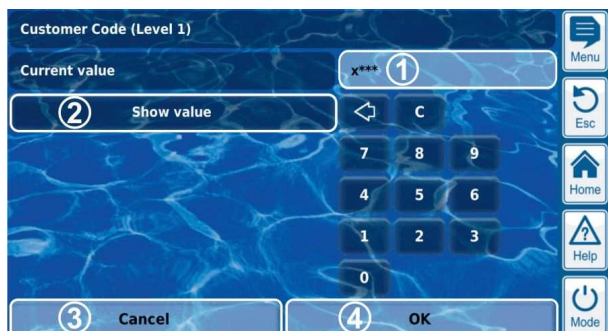 Customer Code (Level 1)
Current value
x*** 1
2 Show value
C
7 8 9
4 5 6
1 2 3
0
3 Cancel
4 OK
Menu
Esc
Home
? Help
Mode